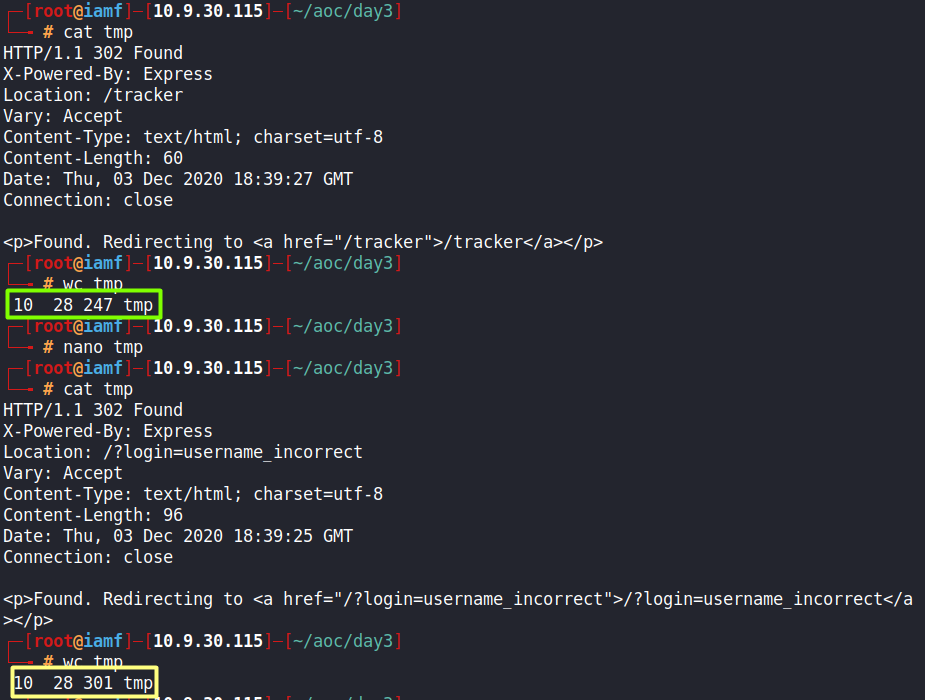 ┌─[root@iamf]─[10.9.30.115]─[~/aoc/day3]
└──╼ # cat tmp
HTTP/1.1 302 Found
X-Powered-By: Express
Location: /tracker
Vary: Accept
Content-Type: text/html; charset=utf-8
Content-Length: 60
Date: Thu, 03 Dec 2020 18:39:27 GMT
Connection: close

<p>Found. Redirecting to <a href="/tracker">/tracker</a></p>
┌─[root@iamf]─[10.9.30.115]─[~/aoc/day3]
└──╼ # wc tmp
10  28 247 tmp
┌─[root@iamf]─[10.9.30.115]─[~/aoc/day3]
└──╼ # nano tmp
┌─[root@iamf]─[10.9.30.115]─[~/aoc/day3]
└──╼ # cat tmp
HTTP/1.1 302 Found
X-Powered-By: Express
Location: /?login=username_incorrect
Vary: Accept
Content-Type: text/html; charset=utf-8
Content-Length: 96
Date: Thu, 03 Dec 2020 18:39:25 GMT
Connection: close

<p>Found. Redirecting to <a href="/?login=username_incorrect">/?login=username_incorrect</a
></p>
┌─[root@iamf]─[10.9.30.115]─[~/aoc/day3]
└──╼ # wc tmp
10  28 301 tmp